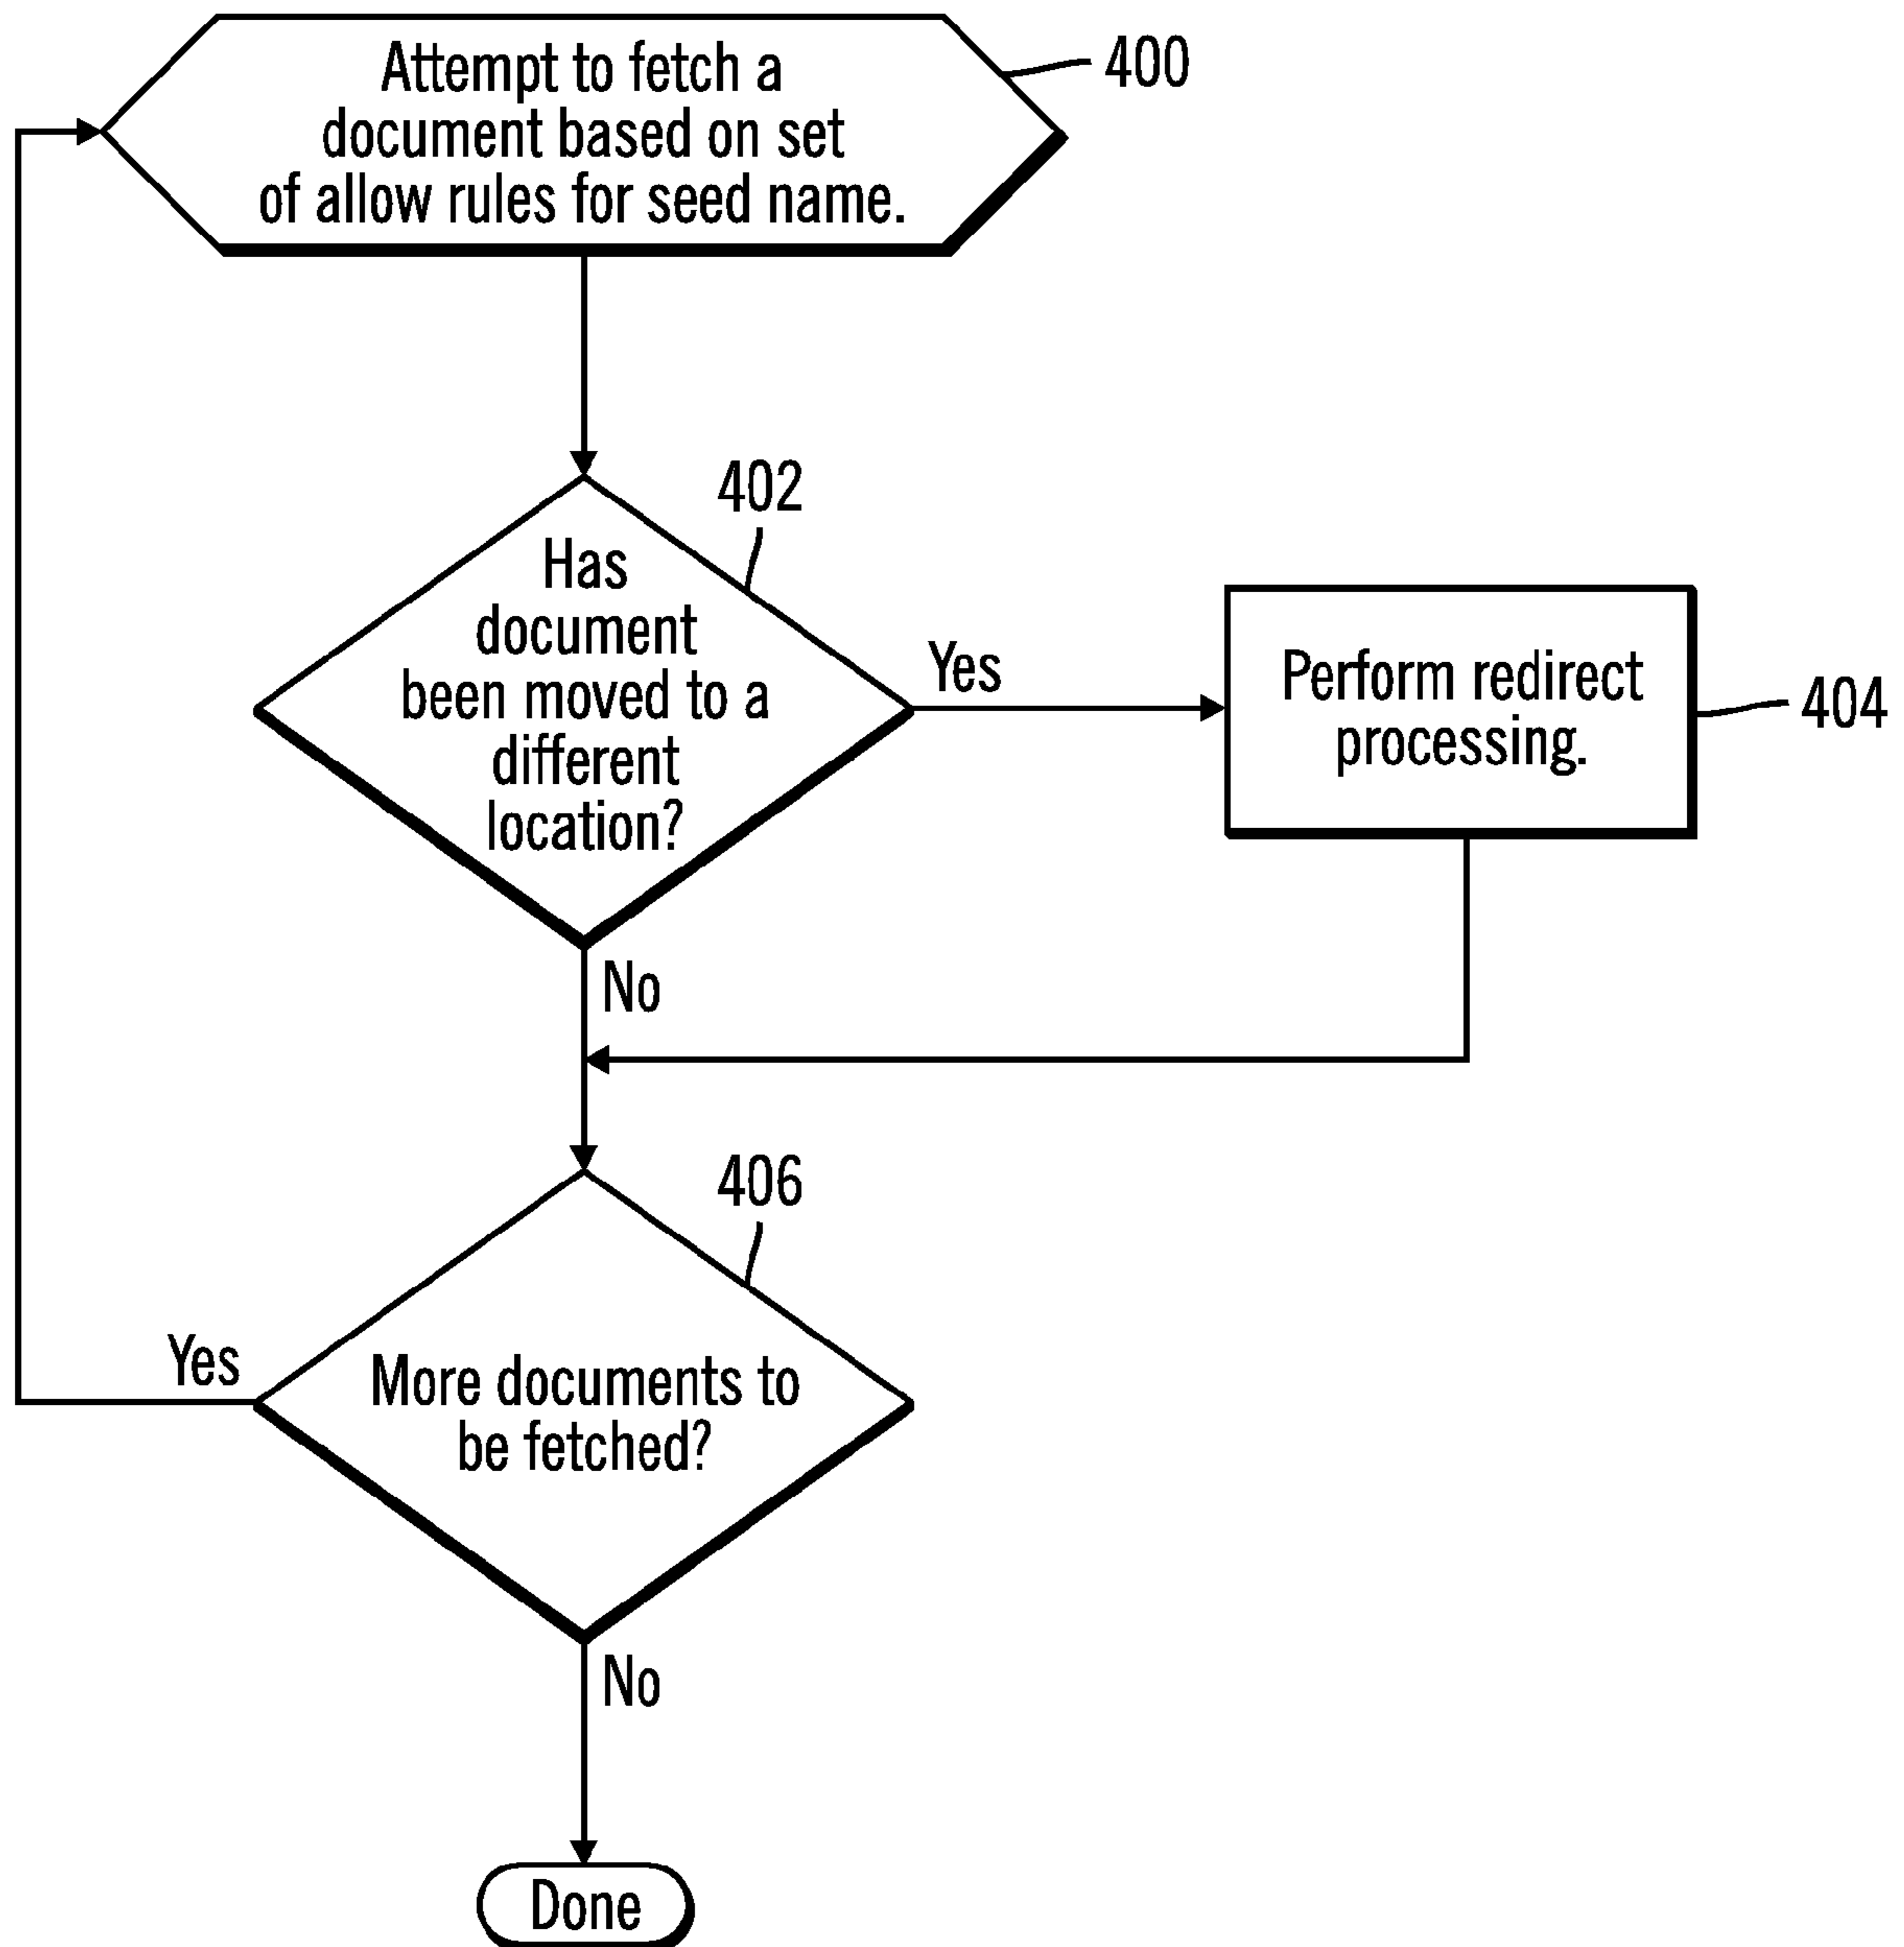 Attempt to fetch a
document based on set
of allow rules for seed name.
400
402
Has
document
been moved to a
different
location?
Yes
Perform redirect
processing.
404
No
406
More documents to
be fetched?
Yes
No
Done